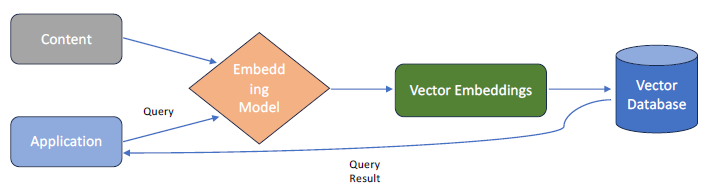 Content
Embedd
ing
Model
Vector Embeddings
Vector
Database
Query
Application
Query
Result